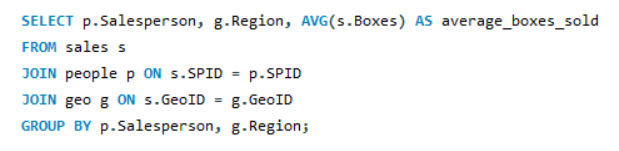 SELECT p.Salesperson, g.Region, AVG(s.Boxes) AS average_boxes_sold
FROM sales s
JOIN people p ON s.SPID = p.SPID
JOIN geo g ON s.GeoID = g.GeoID
GROUP BY p.Salesperson, g.Region;